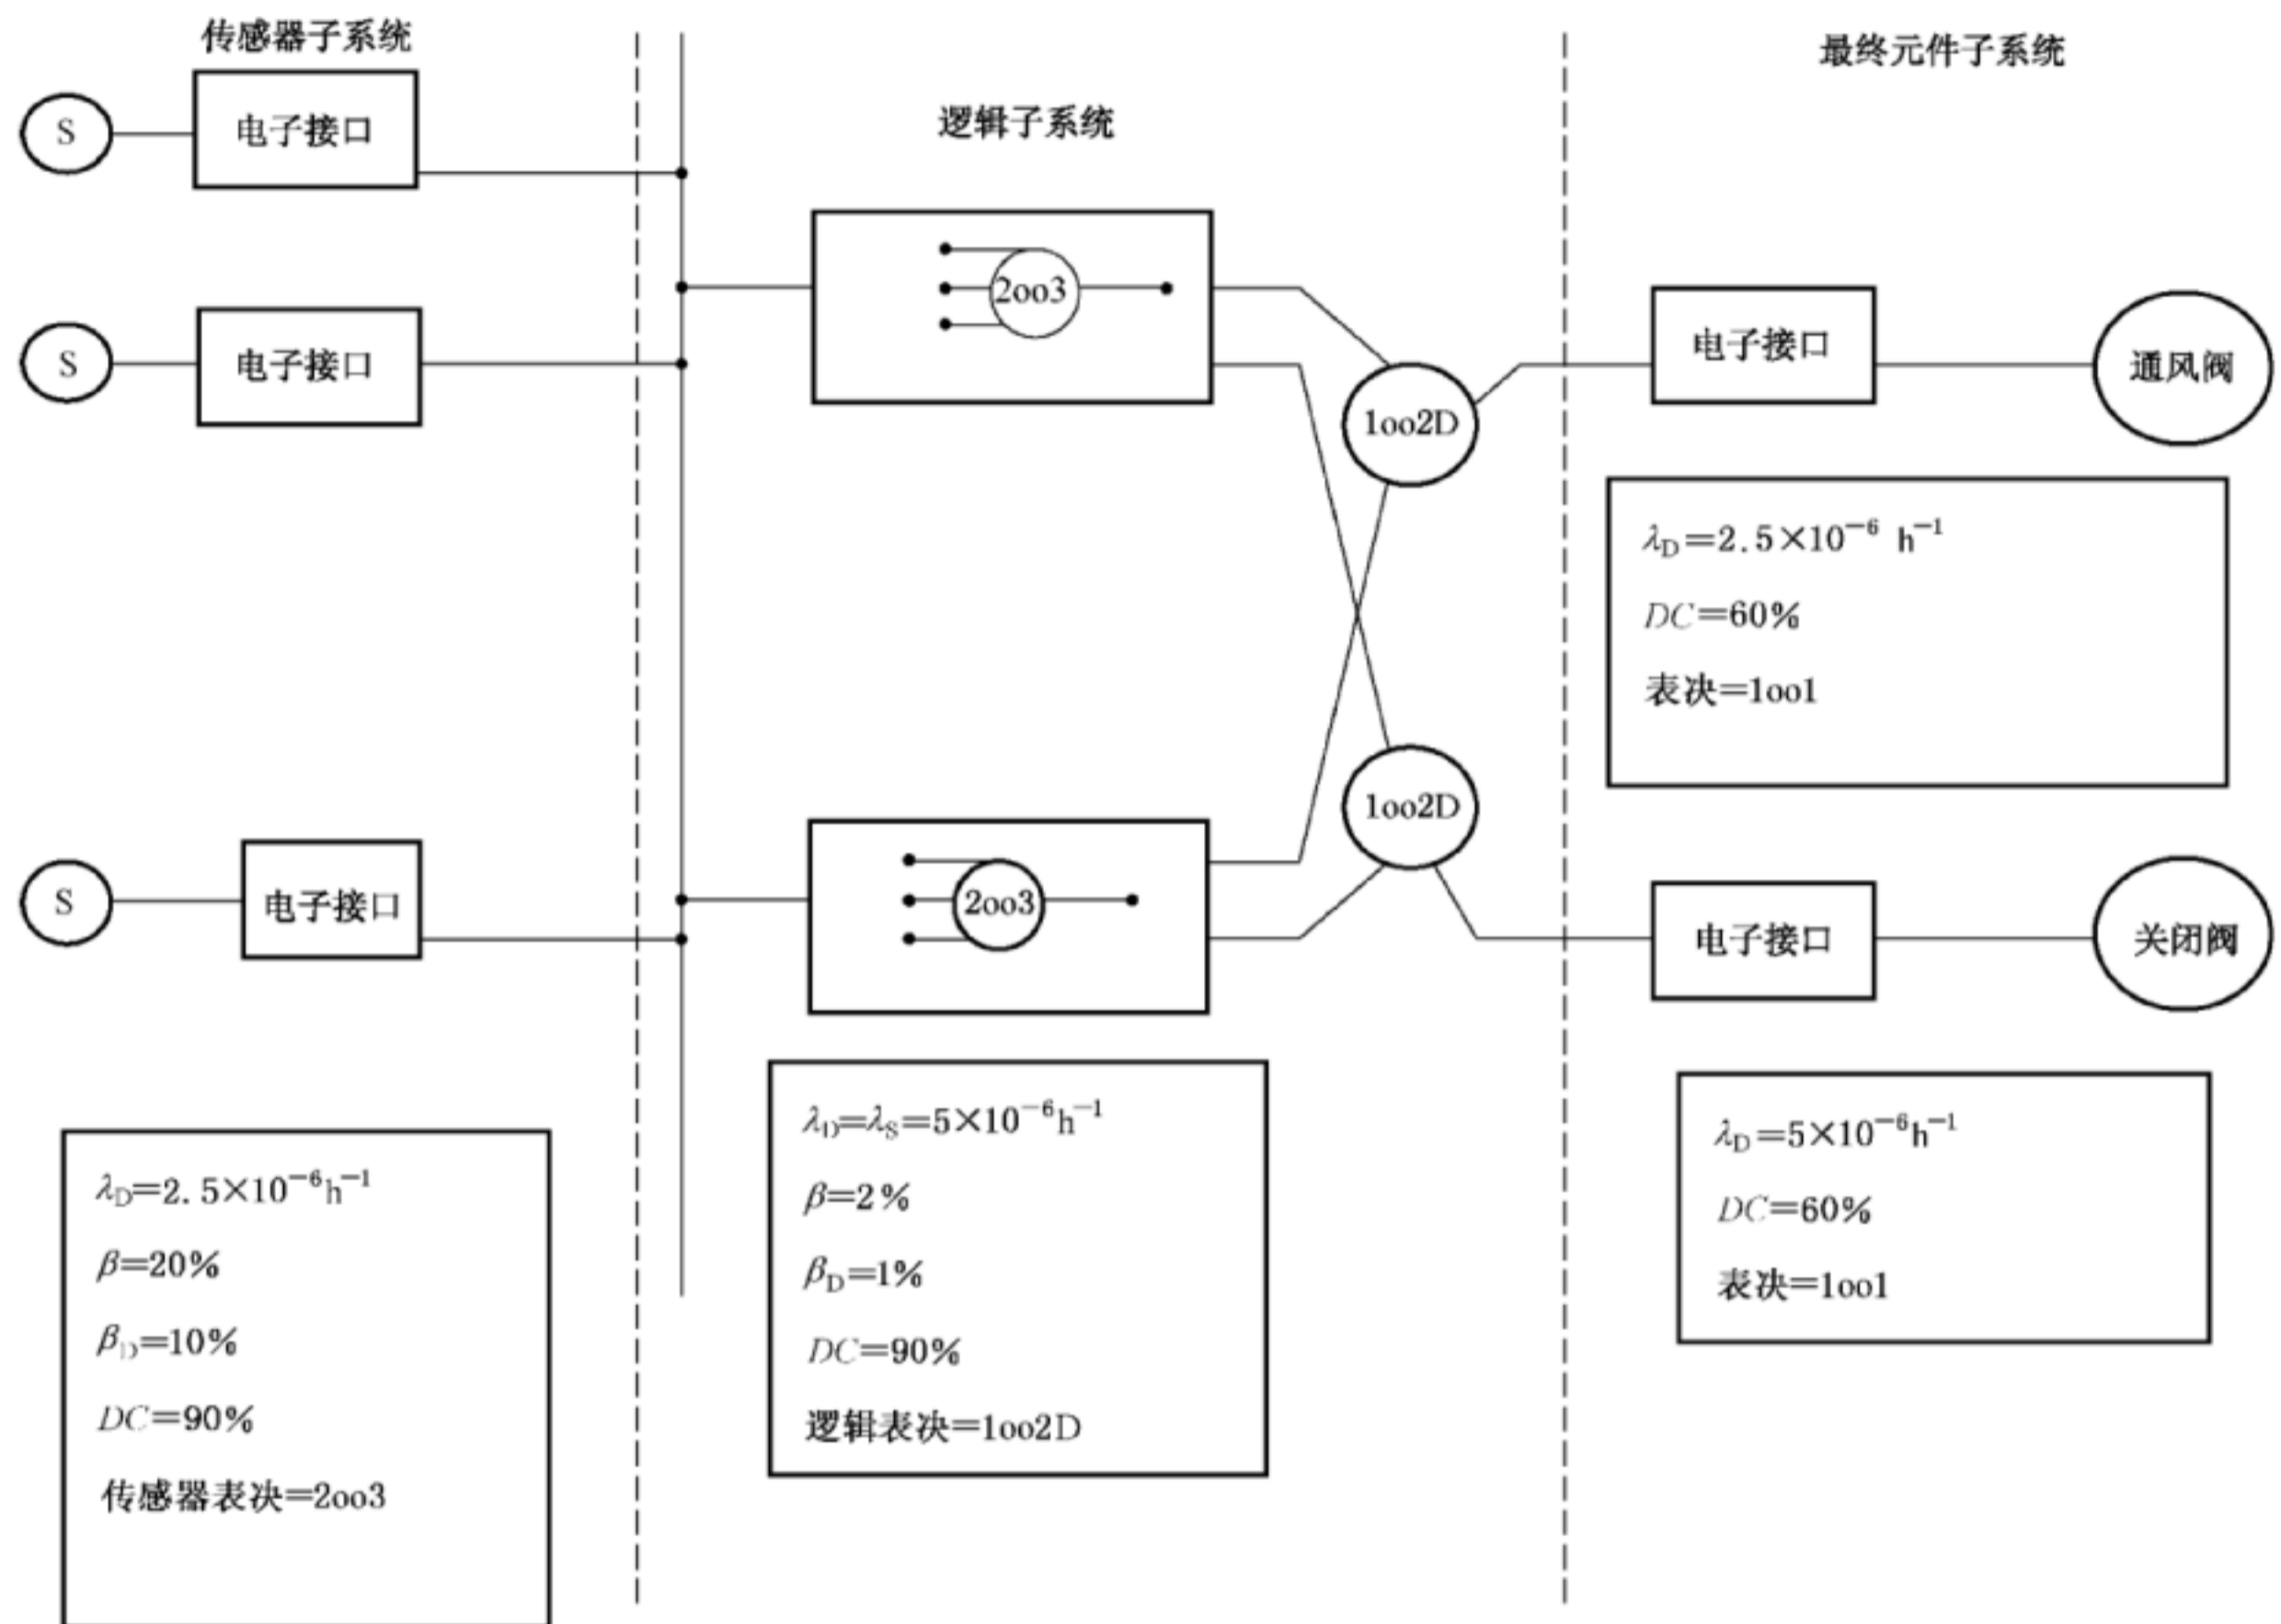 传感器子系统
S
电子接口
S
电子接口
S
电子接口
λD=2.5×10⁻⁶h⁻¹
β=20%
βD=10%
DC=90%
传感器表决=2oo3
逻辑子系统
2oo3
1oo2D
1oo2D
2oo3
λD=λS=5×10⁻⁶h⁻¹
β=2%
βD=1%
DC=90%
逻辑表决=1oo2D
最终元件子系统
电子接口
通风阀
λD=2.5×10⁻⁶ h⁻¹
DC=60%
表决=1oo1
电子接口
关闭阀
λD=5×10⁻⁶h⁻¹
DC=60%
表决=1oo1